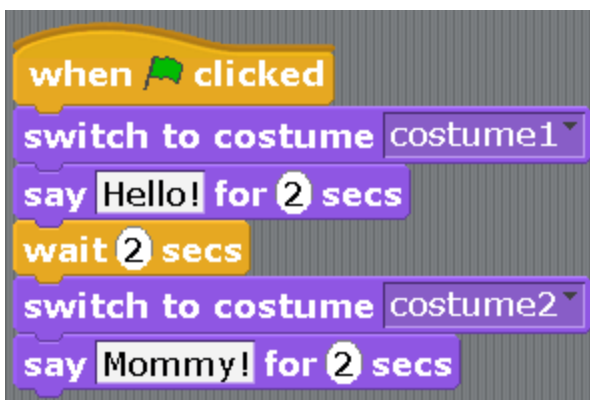 when clicked
switch to costume costume1
say Hello! for 2 secs
wait 2 secs
switch to costume costume2
say Mommy! for 2 secs